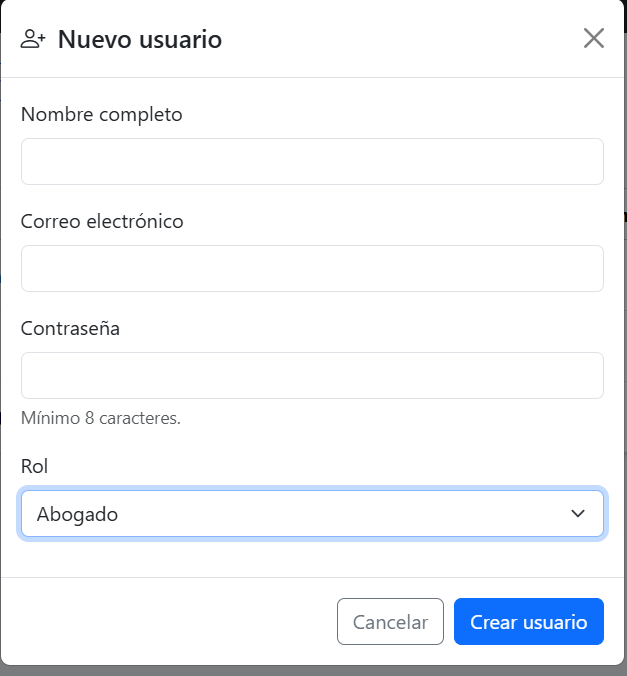 Nuevo usuario
Nombre completo
Correo electrónico
Contraseña
Mínimo 8 caracteres.
Rol
Abogado
Cancelar
Crear usuario